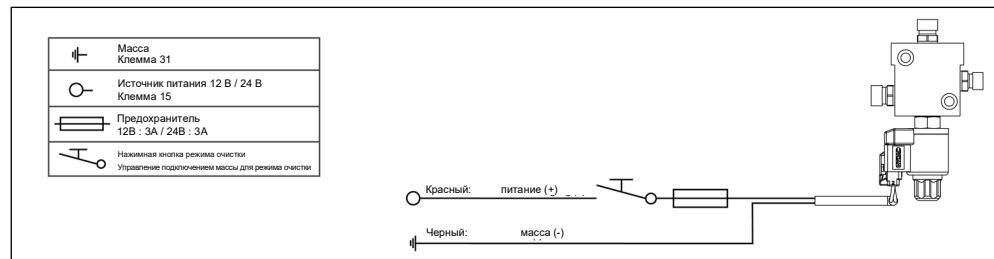 Масса
Клемма 31
Источник питания 12 В / 24 В
Клемма 15
Предохранитель
12В : 3А / 24В : 3А
Нажимная кнопка режима очистки
Управление подключением массы для режима очистки
Красный: питание (+)
Черный: масса (-)